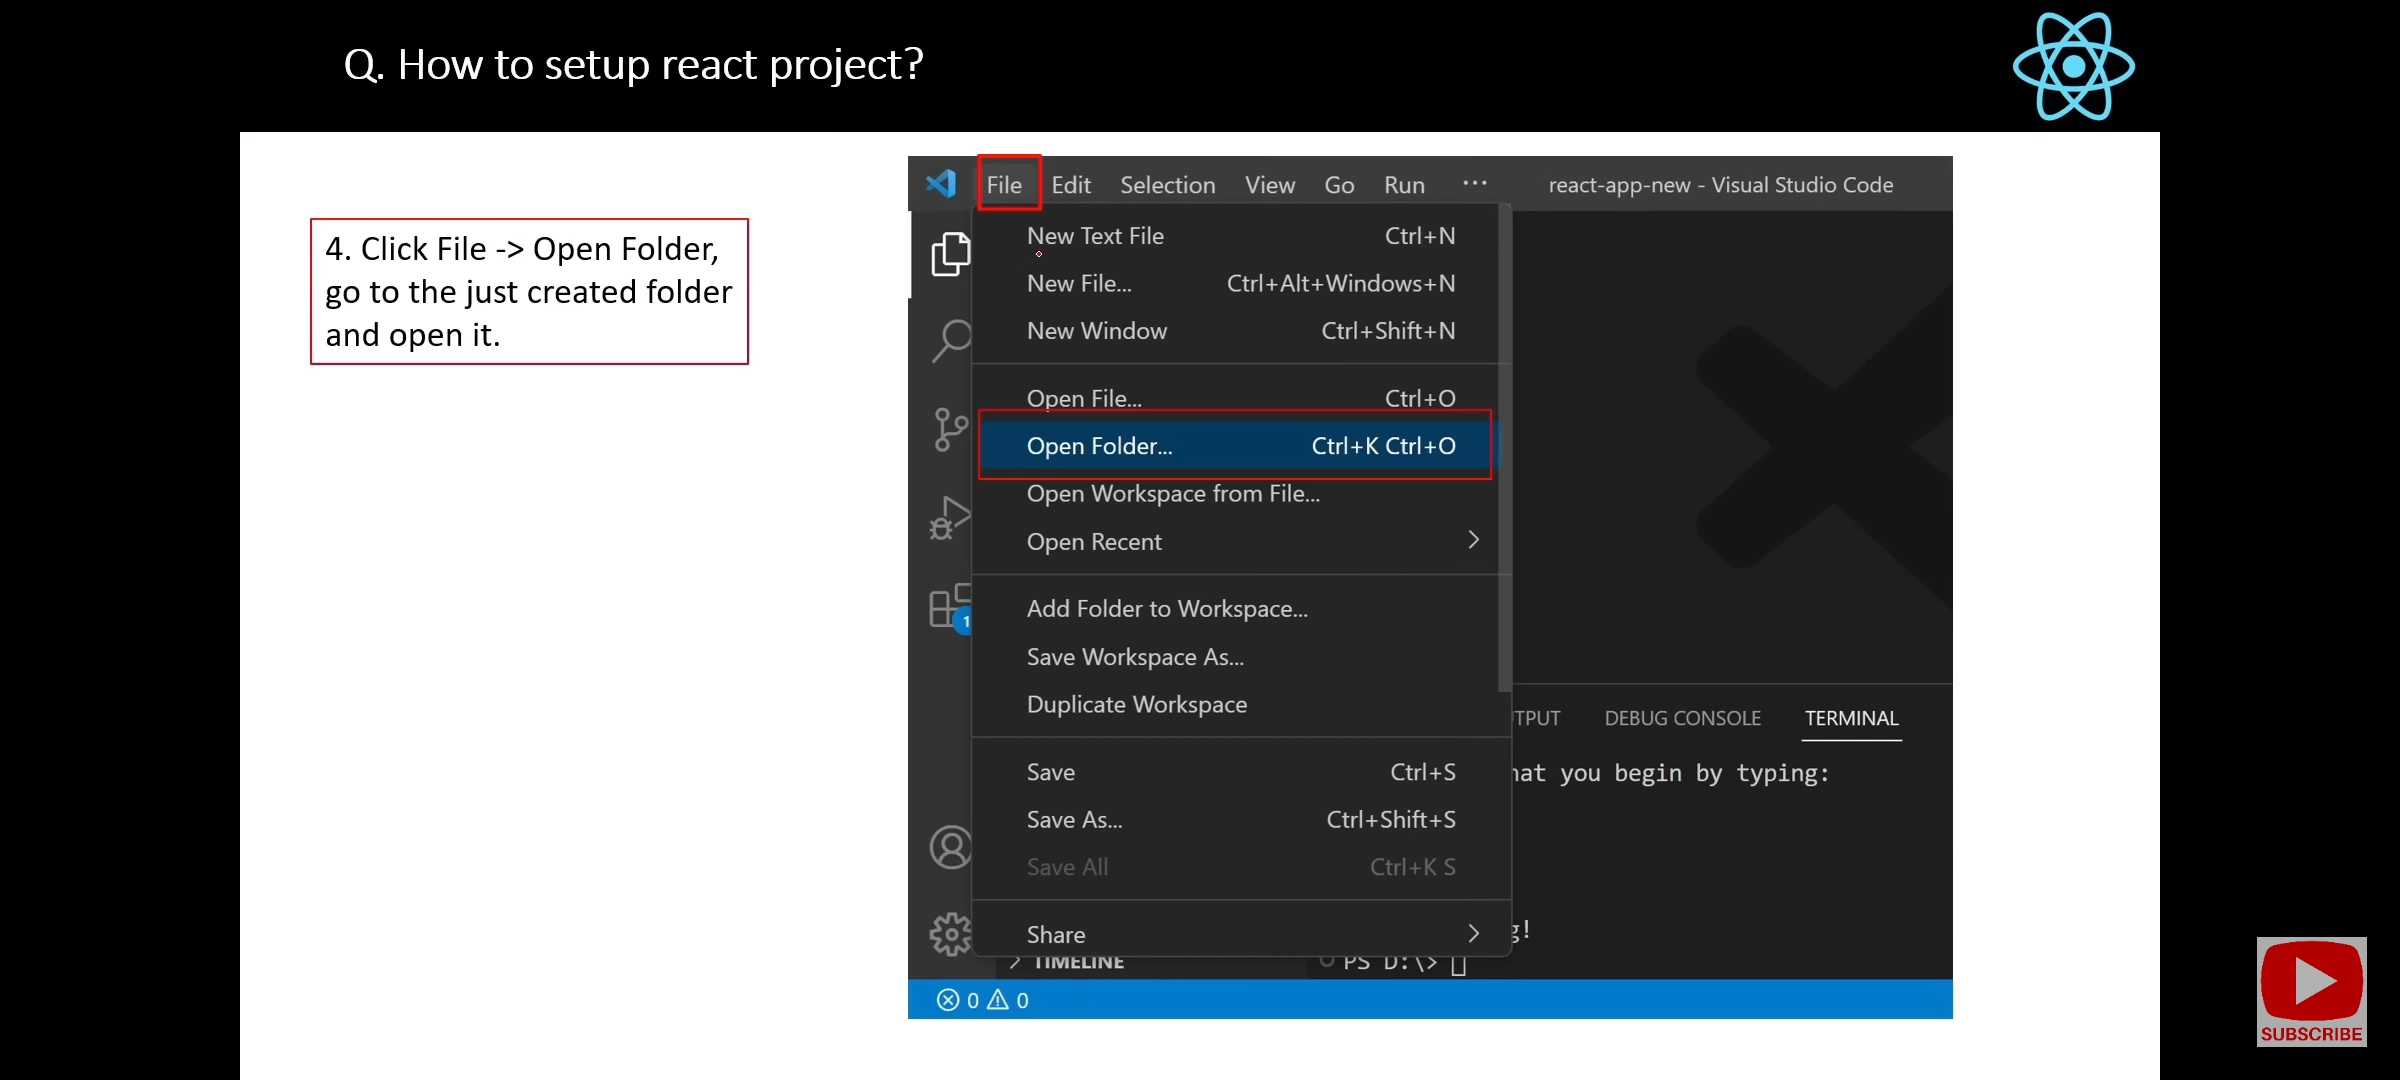 Q. How to setup react project?
4. Click File -> Open Folder,
go to the just created folder
and open it.
File Edit Selection View Go Run ··· react-app-new - Visual Studio Code
New Text File Ctrl+N
New File... Ctrl+Alt+Windows+N
New Window Ctrl+Shift+N
Open File... Ctrl+O
Open Folder... Ctrl+K Ctrl+O
Open Workspace from File...
Open Recent
Add Folder to Workspace...
Save Workspace As...
Duplicate Workspace
Save Ctrl+S
Save As... Ctrl+Shift+S
Save All Ctrl+K S
Share
1
TPUT DEBUG CONSOLE TERMINAL
hat you begin by typing:
g!
TIMELINE
PS D:\>
0 0
SUBSCRIBE